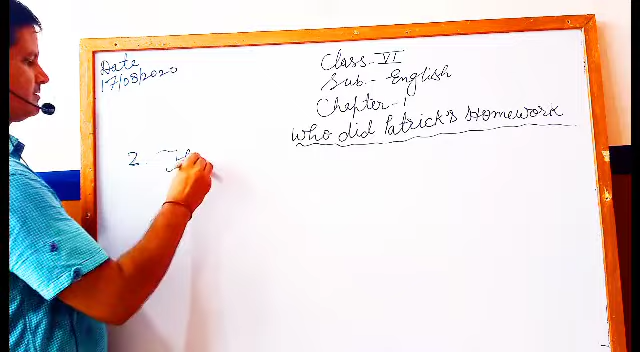 Date
17/08/2020
Class - VI
Sub. - English
Chapter - 1
Who did Patrick's Homework
2